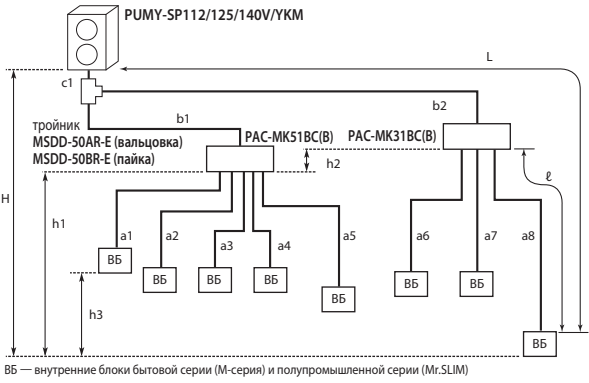 PUMY-SP112/125/140V/YKM
L
c1
b1
b2
тройник
MSDD-50AR-E (вальцовка)
MSDD-50BR-E (пайка)
PAC-MK51BC(B)
PAC-MK31BC(B)
h2
ℓ
H
h1
a1
a2
a3
a4
a5
a6
a7
a8
ВБ
ВБ
ВБ
ВБ
ВБ
ВБ
ВБ
ВБ
h3
ВБ — внутренние блоки бытовой серии (М-серия) и полупромышленной серии (Mr.SLIM)